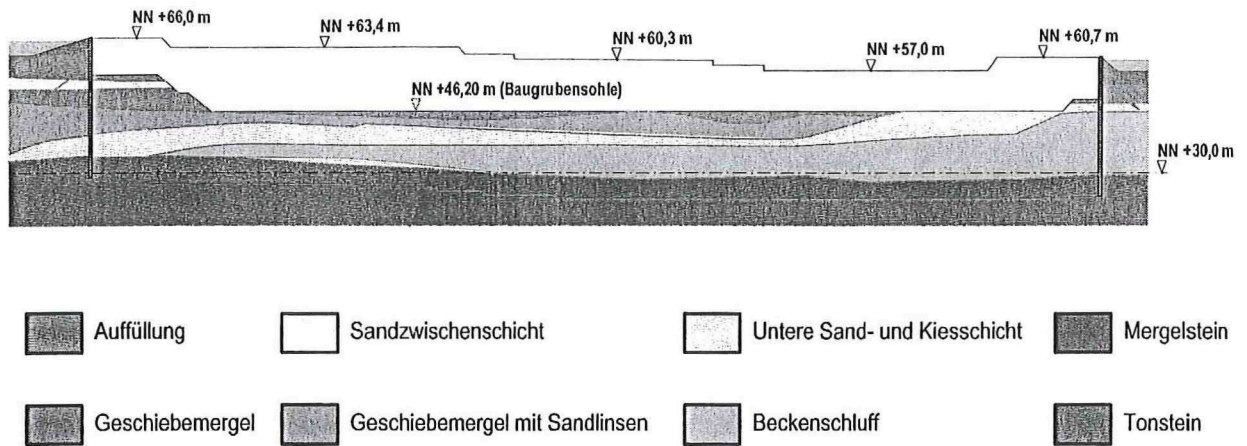 NN +66,0 m
NN +63,4 m
NN +60,3 m
NN +57,0 m
NN +60,7 m
NN +46,20 m (Baugrubensohle)
NN +30,0 m
Auffüllung
Sandzwischenschicht
Untere Sand- und Kiesschicht
Mergelstein
Geschiebemergel
Geschiebemergel mit Sandlinsen
Beckenschluff
Tonstein